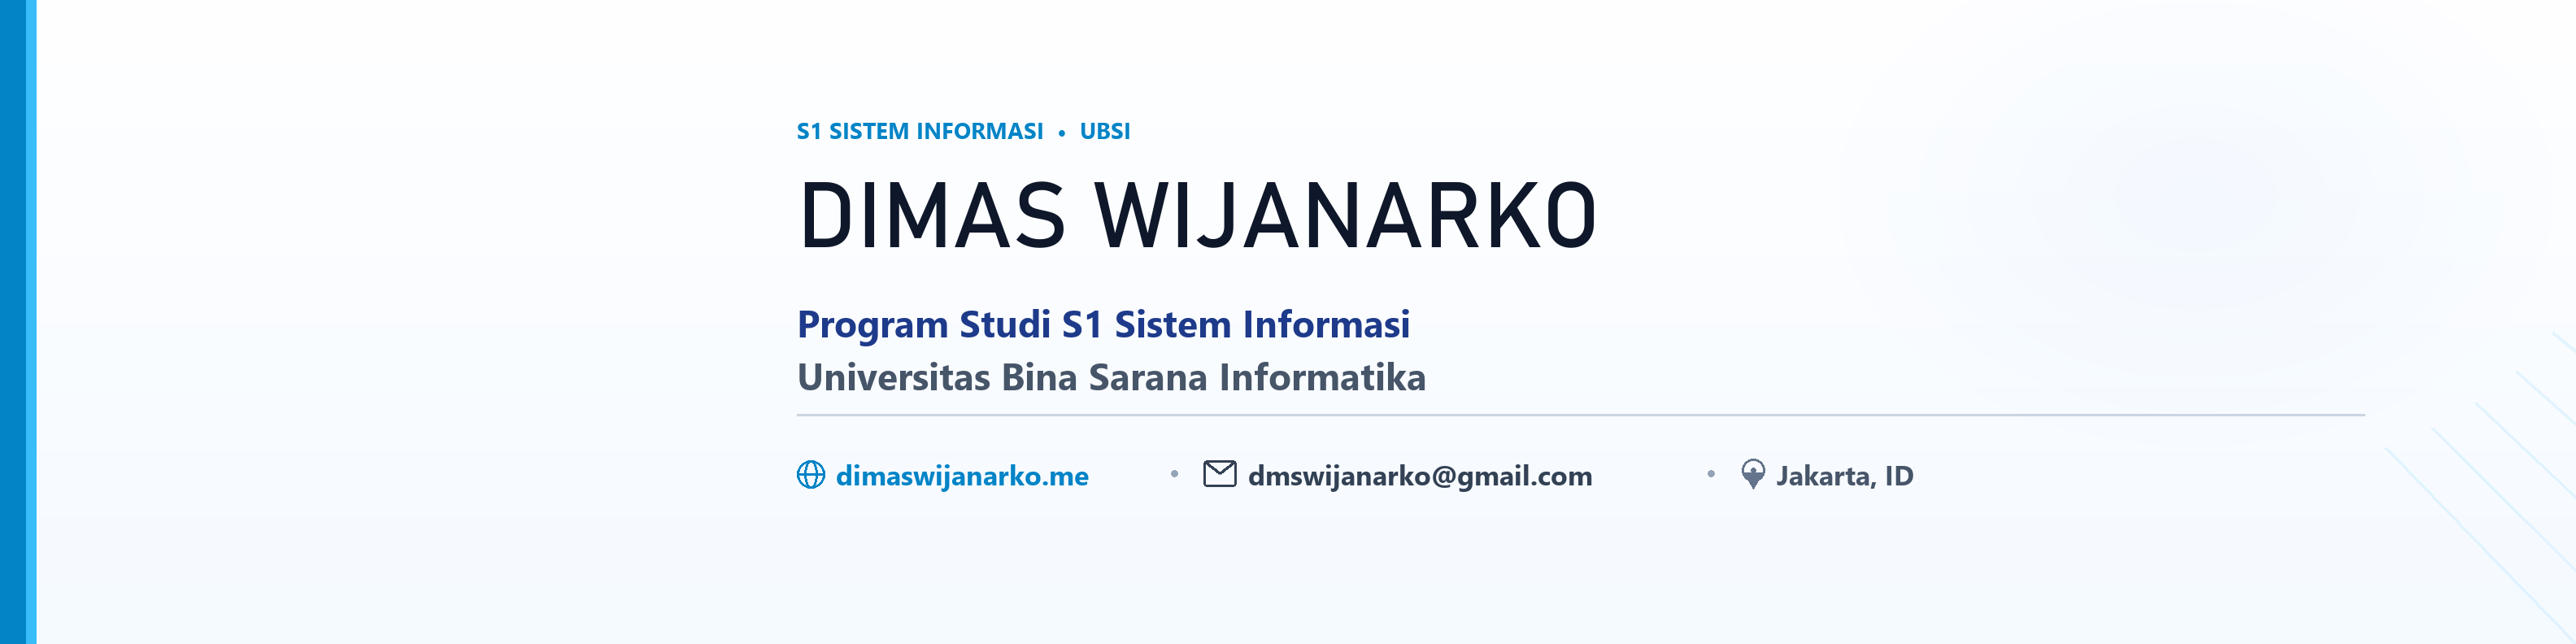 S1 SISTEM INFORMASI • UBSI
DIMAS WIJANARKO
Program Studi S1 Sistem Informasi
Universitas Bina Sarana Informatika
dimaswijanarko.me • dmswijanarko@gmail.com • Jakarta, ID